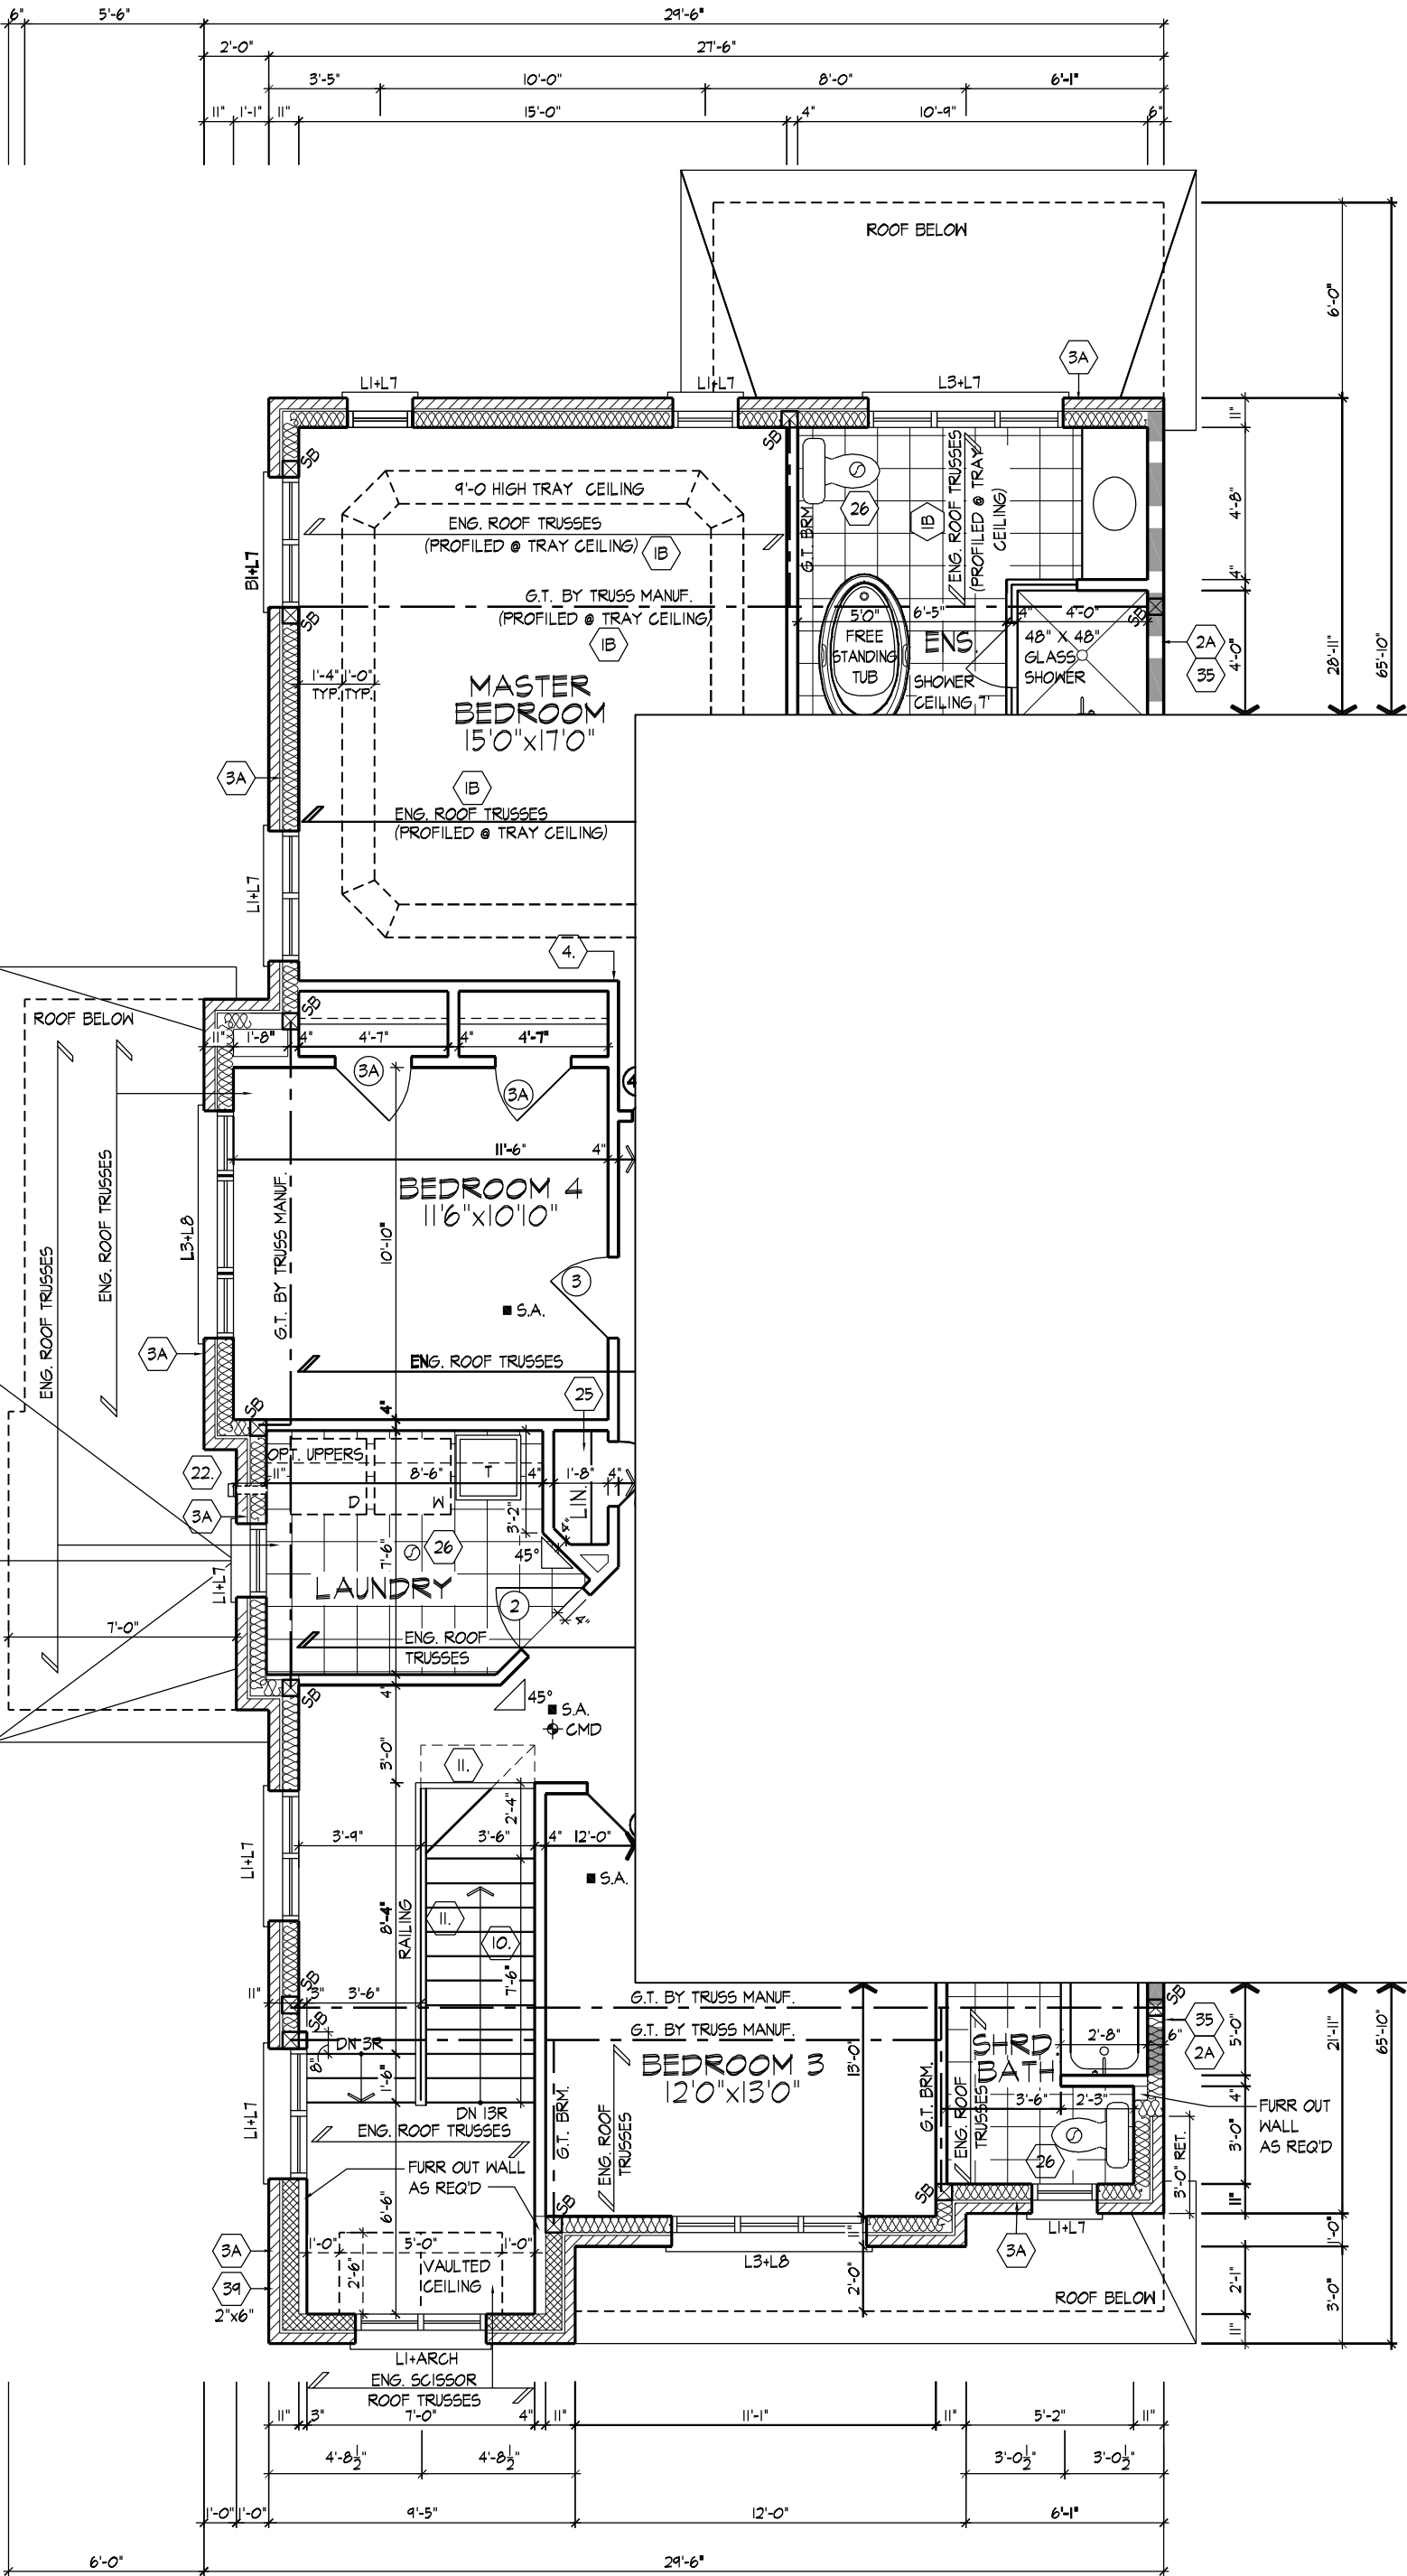 6" 5'-6" 29'-6"
2'-0" 27'-6"
3'-5" 10'-0" 8'-0" 6'-1"
11" 1'-1" 11" 15'-0" 4" 10'-9" 6"
ROOF BELOW
6'-0"
3A
L1+L7 L1+L7 L3+L7
11"
SB SB
9'-0 HIGH TRAY CEILING
ENG. ROOF TRUSSES
(PROFILED @ TRAY CEILING)
1B
G.T. BRM.
26
1B
ENG. ROOF TRUSSES
(PROFILED @ TRAY
CEILING)
4'-8"
B1+L7
G.T. BY TRUSS MANUF.
(PROFILED @ TRAY CEILING)
1B
SB
4"
5'0" 6'-5" 4" 4'-0"
SB
FREE
STANDING
TUB
ENS.
48" X 48"
GLASS
SHOWER
SHOWER
CEILING 7'
2A
35
4'-0"
28'-11"
65'-10"
1'-4" 1'-0"
TYP. TYP.
MASTER
BEDROOM
15'0"x17'0"
3A
1B
ENG. ROOF TRUSSES
(PROFILED @ TRAY CEILING)
L1+L7
4.
SB
ROOF BELOW
11" 1'-8" 4" 4'-7" 4" 4'-7"
3A 3A
4
11'-6" 4"
BEDROOM 4
11'6"x10'10"
10'-10"
G.T. BY TRUSS MANUF.
ENG. ROOF TRUSSES
ENG. ROOF TRUSSES
L3+L8
3
S.A.
3A
ENG. ROOF TRUSSES
25
SB
4"
22.
OPT. UPPERS
11" 8'-6" 4" 1'-8" 4"
T
D W
LIN.
3A
3'-2"
4"
26
45°
7'-6"
L1+L7
LAUNDRY
2
4"
7'-0"
ENG. ROOF
TRUSSES
SB
4"
45°
S.A.
CMD
3'-0"
11.
2'-4"
3'-9" 3'-6" 4" 12'-0"
L1+L7
S.A.
8'-4"
RAILING
11.
10.
7'-6"
SB
11" 3" 3'-6"
G.T. BY TRUSS MANUF.
SB
G.T. BY TRUSS MANUF.
SB
35
2A
5'-0"
21'-11"
65'-10"
8"
DN 3R
1'-6"
BEDROOM 3
12'0"x13'0"
13'-0"
SHRD
BATH
2'-8" 6"
L1+L7
DN 13R
ENG. ROOF TRUSSES
G.T. BRM.
ENG. ROOF
TRUSSES
G.T. BRM.
ENG. ROOF
TRUSSES
3'-6" 2'-3"
4"
FURR OUT
WALL
AS REQ'D
26
3'-0" RET.
3'-0"
FURR OUT WALL
AS REQ'D
6'-6"
SB
SB
11"
3A
39
2"x6"
1'-0" 5'-0" 1'-0"
2'-6"
VAULTED
CEILING
11"
L3+L8
3A
L1+L7
1'-0"
2'-0"
ROOF BELOW
2'-1"
3'-0"
11"
L1+ARCH
ENG. SCISSOR
ROOF TRUSSES
11" 3" 7'-0" 4" 11" 11'-1" 11" 5'-2" 11"
4'-8½" 4'-8½" 3'-0½" 3'-0½"
1'-0" 1'-0" 9'-5" 12'-0" 6'-1"
6'-0" 29'-6"